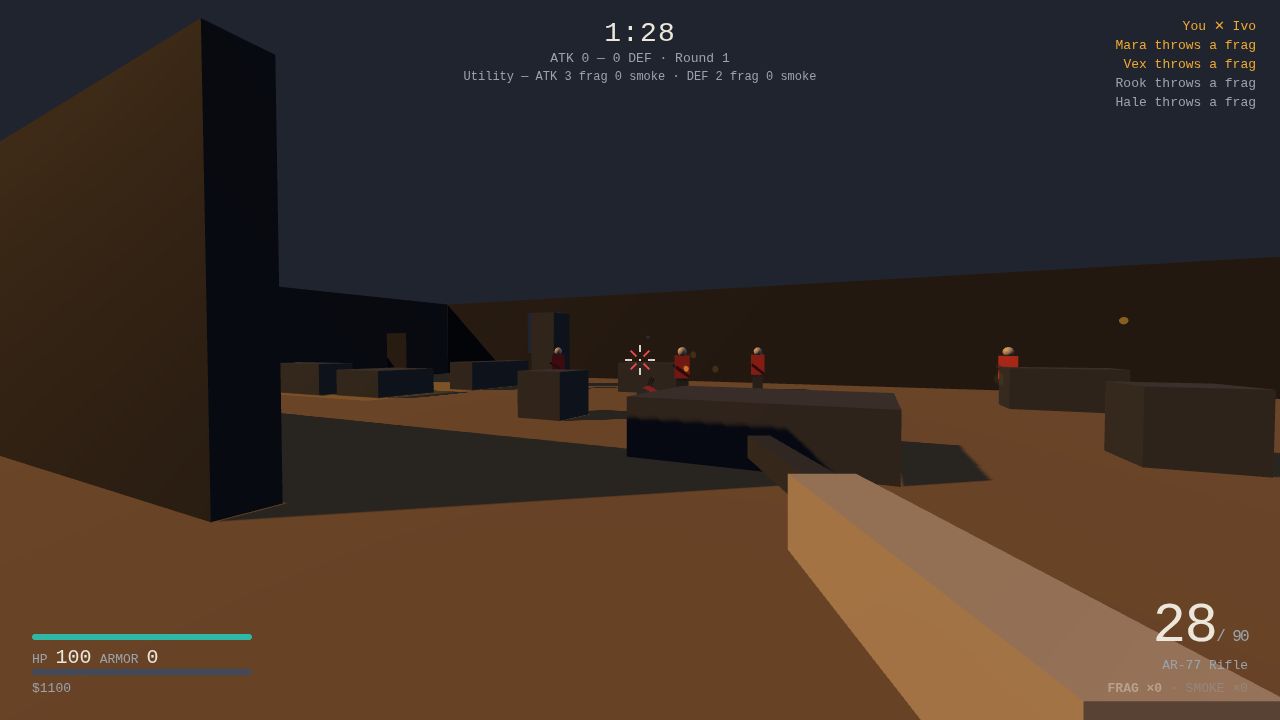 1:28
ATK 0 — 0 DEF · Round 1
Utility — ATK 3 frag 0 smoke · DEF 2 frag 0 smoke
You ✕ Ivo
Mara throws a frag
Vex throws a frag
Rook throws a frag
Hale throws a frag
HP 100 ARMOR 0
$1100
28 / 90
AR-77 Rifle
FRAG ×0 · SMOKE ×0